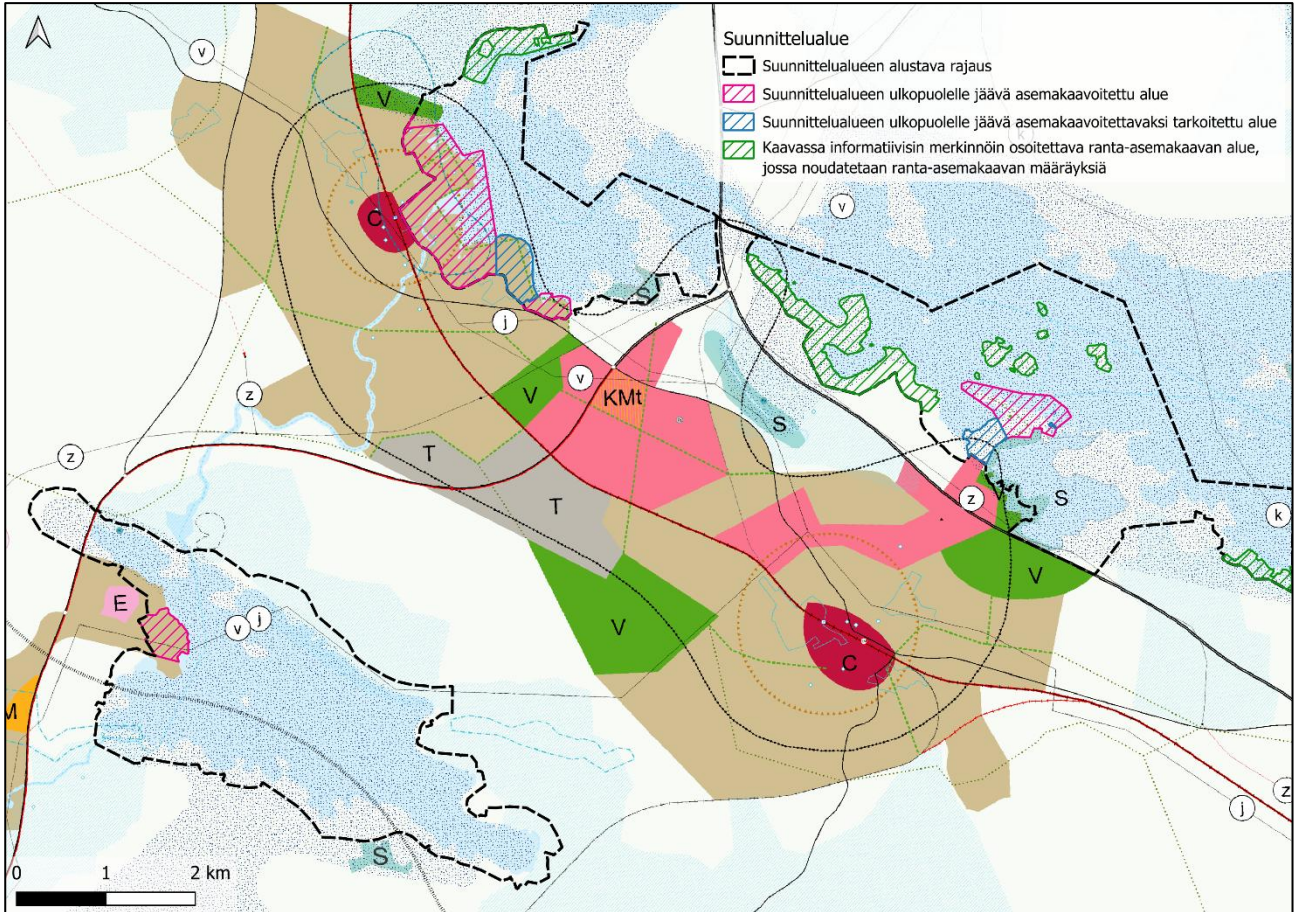 Suunnittelualue
Suunnittelualueen alustava rajaus
Suunnittelualueen ulkopuolelle jäävä asemakaavoitettu alue
Suunnittelualueen ulkopuolelle jäävä asemakaavoitettavaksi tarkoitettu alue
Kaavassa informatiivisin merkinnöin osoitettava ranta-asemakaavan alue,
jossa noudatetaan ranta-asemakaavan määräyksiä
v
V
k
v
C
S
j
v
V
KMt
z
S
T
z
T
z
S
k
V
E
v
j
V
C
M
z
j
S
0 1 2 km